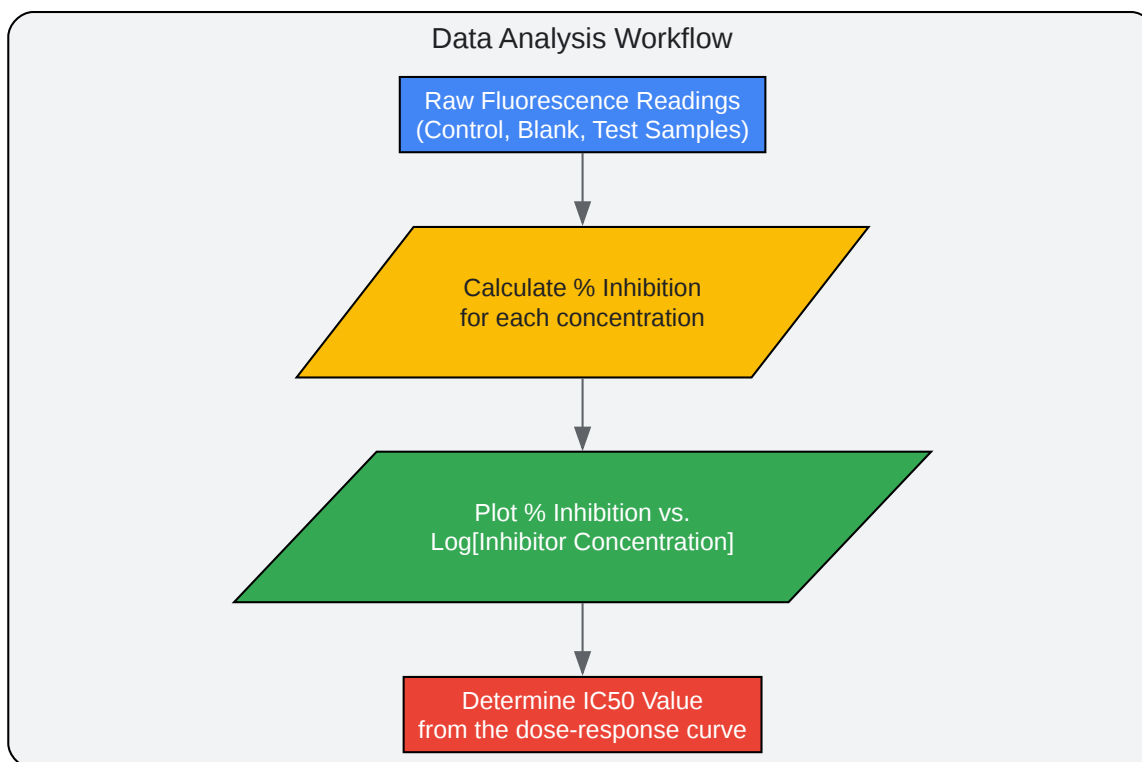 Data Analysis Workflow
Raw Fluorescence Readings
(Control, Blank, Test Samples)
Calculate % Inhibition
for each concentration
Plot % Inhibition vs.
Log[Inhibitor Concentration]
Determine IC50 Value
from the dose-response curve